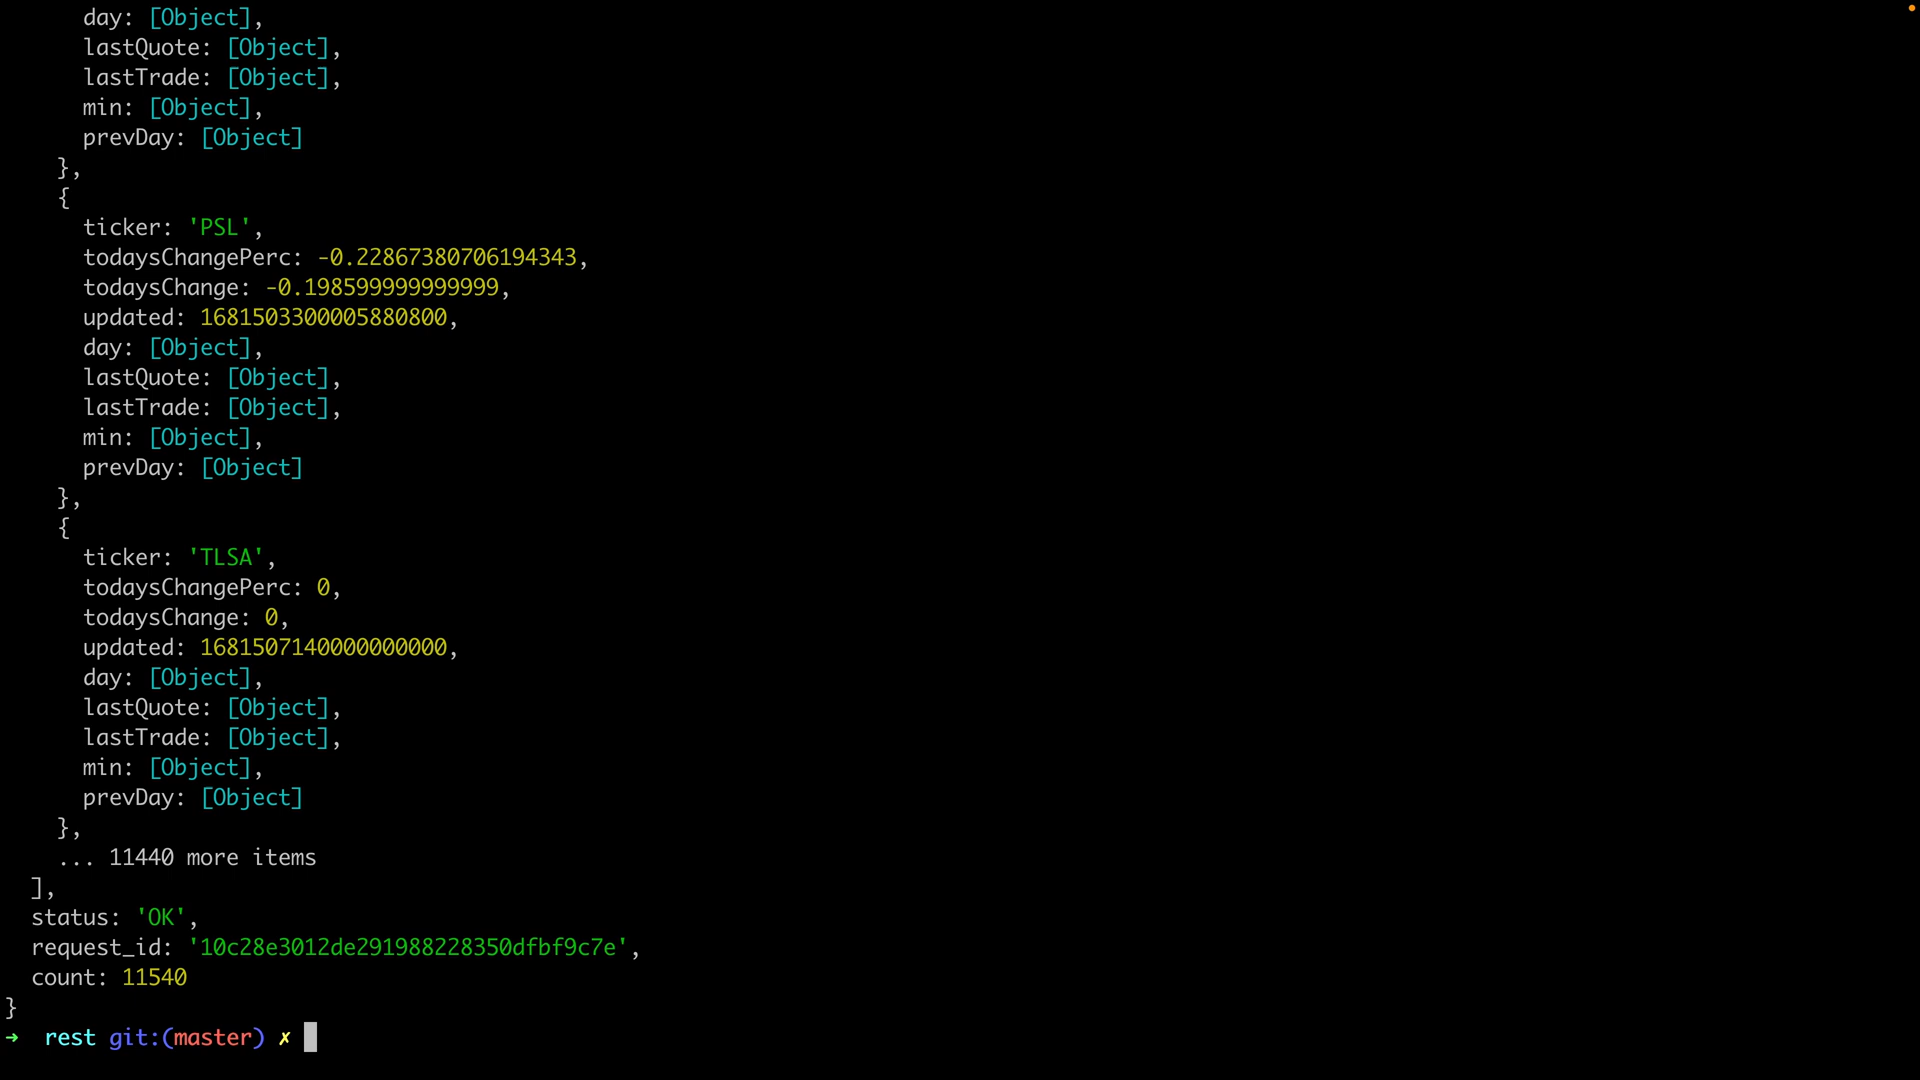 day: [Object],
lastQuote: [Object],
lastTrade: [Object],
min: [Object],
prevDay: [Object]
},
{
ticker: 'PSL',
todaysChangePerc: -0.22867380706194343,
todaysChange: -0.198599999999999,
updated: 1681503300005880800,
day: [Object],
lastQuote: [Object],
lastTrade: [Object],
min: [Object],
prevDay: [Object]
},
{
ticker: 'TLSA',
todaysChangePerc: 0,
todaysChange: 0,
updated: 1681507140000000000,
day: [Object],
lastQuote: [Object],
lastTrade: [Object],
min: [Object],
prevDay: [Object]
},
... 11440 more items
],
status: 'OK',
request_id: '10c28e3012de291988228350dfbf9c7e',
count: 11540
}
➜ rest git:(master) ✗